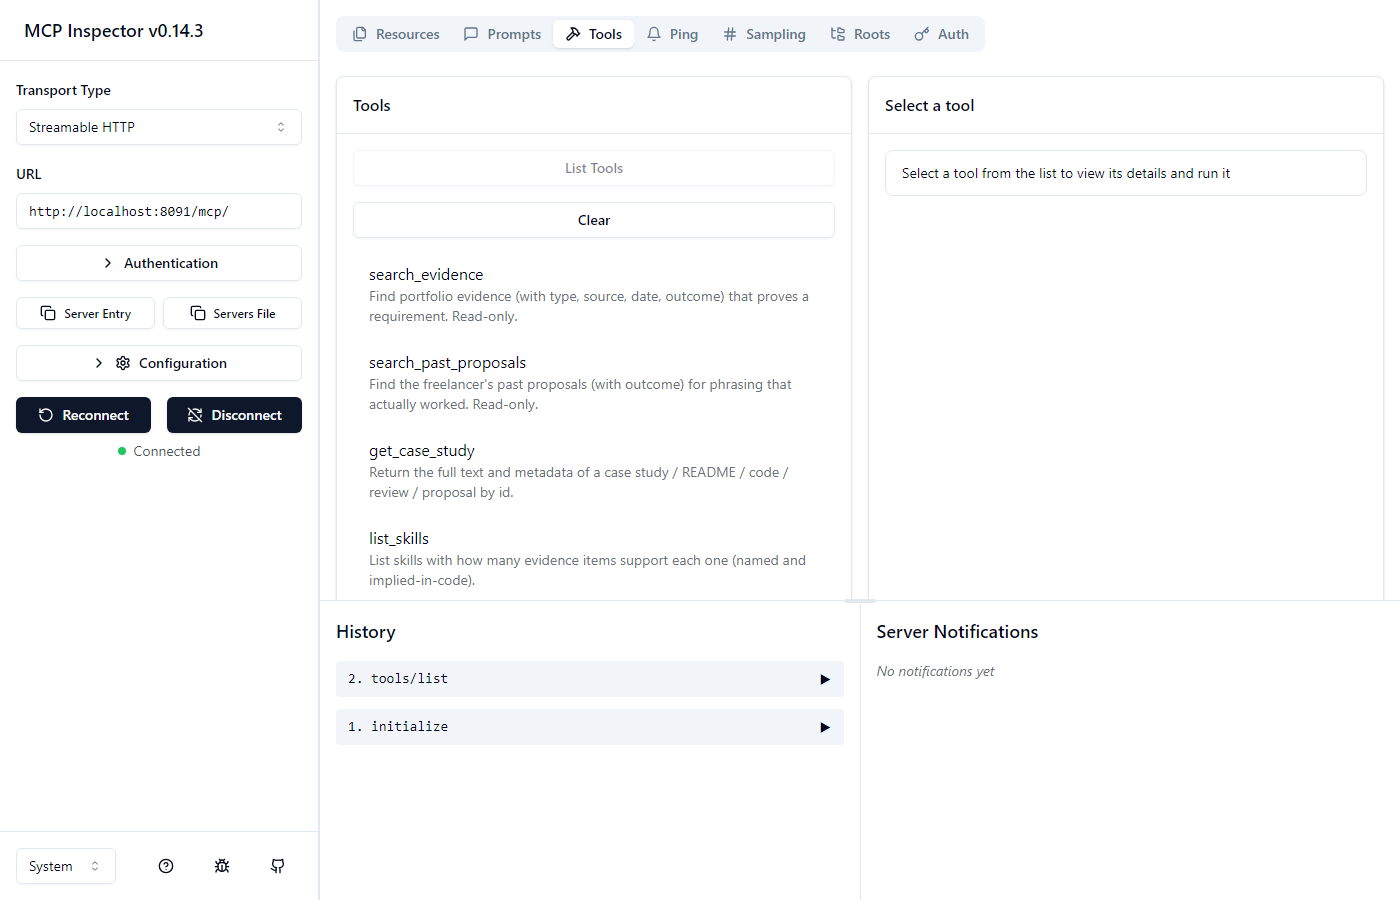 MCP Inspector v0.14.3
Transport Type
Streamable HTTP
URL
http://localhost:8091/mcp/
Authentication
Server Entry
Servers File
Configuration
Reconnect
Disconnect
Connected
System
Resources
Prompts
Tools
Ping
Sampling
Roots
Auth
Tools
List Tools
Clear
search_evidence
Find portfolio evidence (with type, source, date, outcome) that proves a
requirement. Read-only.
search_past_proposals
Find the freelancer's past proposals (with outcome) for phrasing that
actually worked. Read-only.
get_case_study
Return the full text and metadata of a case study / README / code /
review / proposal by id.
list_skills
List skills with how many evidence items support each one (named and
implied-in-code).
Select a tool
Select a tool from the list to view its details and run it
History
2. tools/list
1. initialize
Server Notifications
No notifications yet